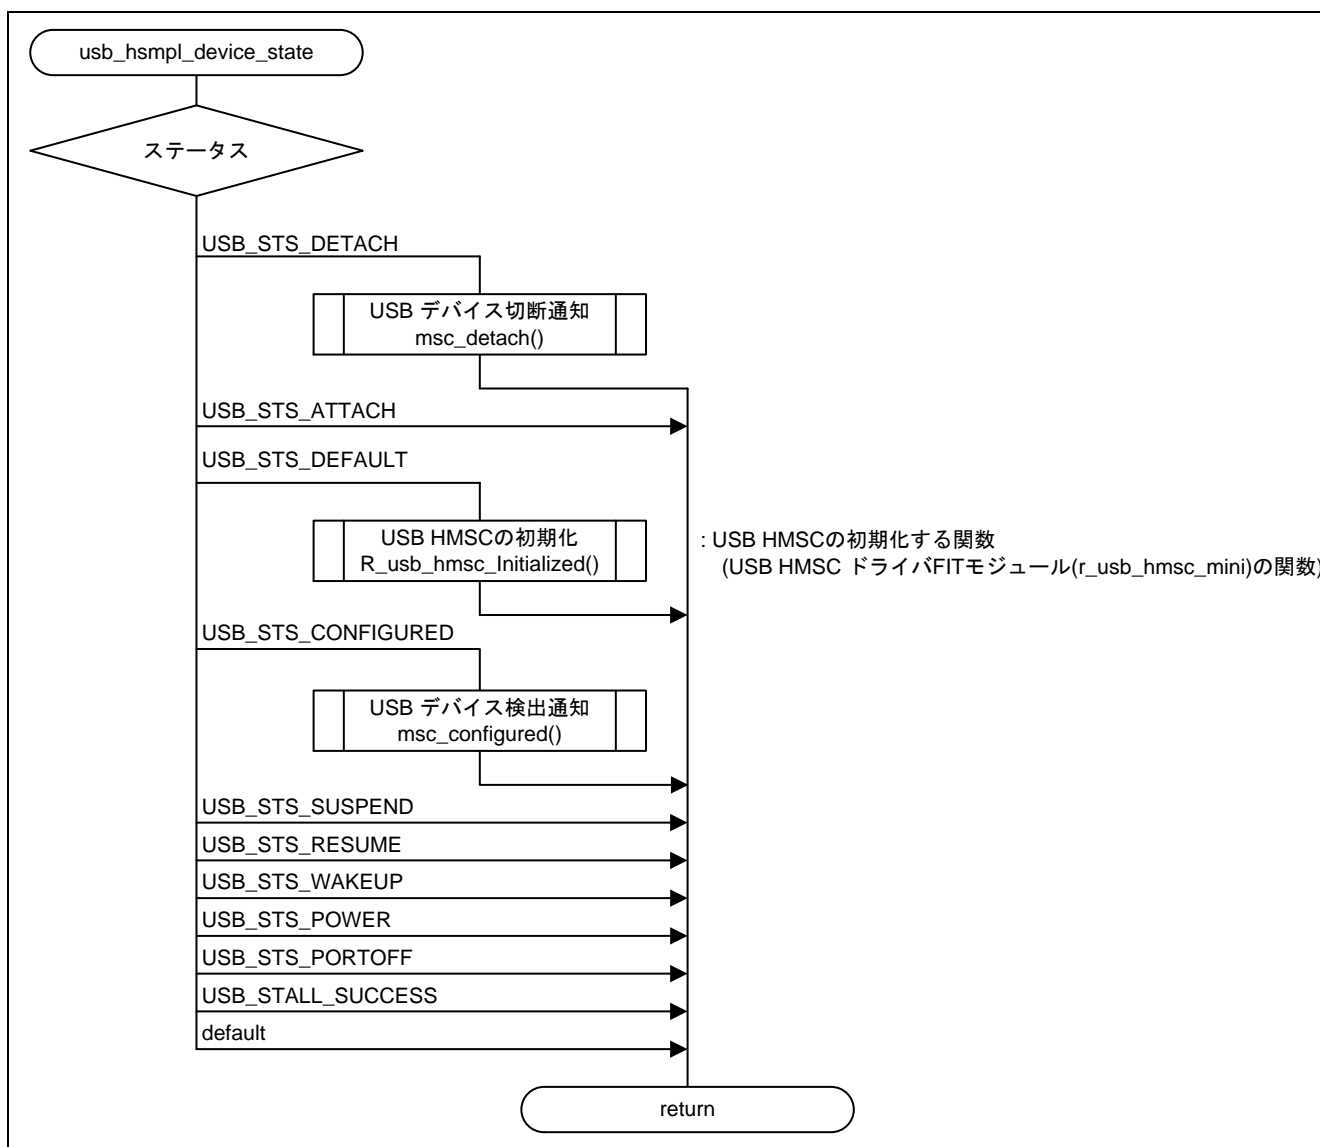 usb_hsmpl_device_state
ステータス
USB_STS_DETACH
USB デバイス切断通知
msc_detach()
USB_STS_ATTACH
USB_STS_DEFAULT
USB HMSCの初期化
R_usb_hmsc_Initialized()
: USB HMSCの初期化する関数
(USB HMSC ドライバFITモジュール(r_usb_hmsc_mini)の関数)
USB_STS_CONFIGURED
USB デバイス検出通知
msc_configured()
USB_STS_SUSPEND
USB_STS_RESUME
USB_STS_WAKEUP
USB_STS_POWER
USB_STS_PORTOFF
USB_STALL_SUCCESS
default
return